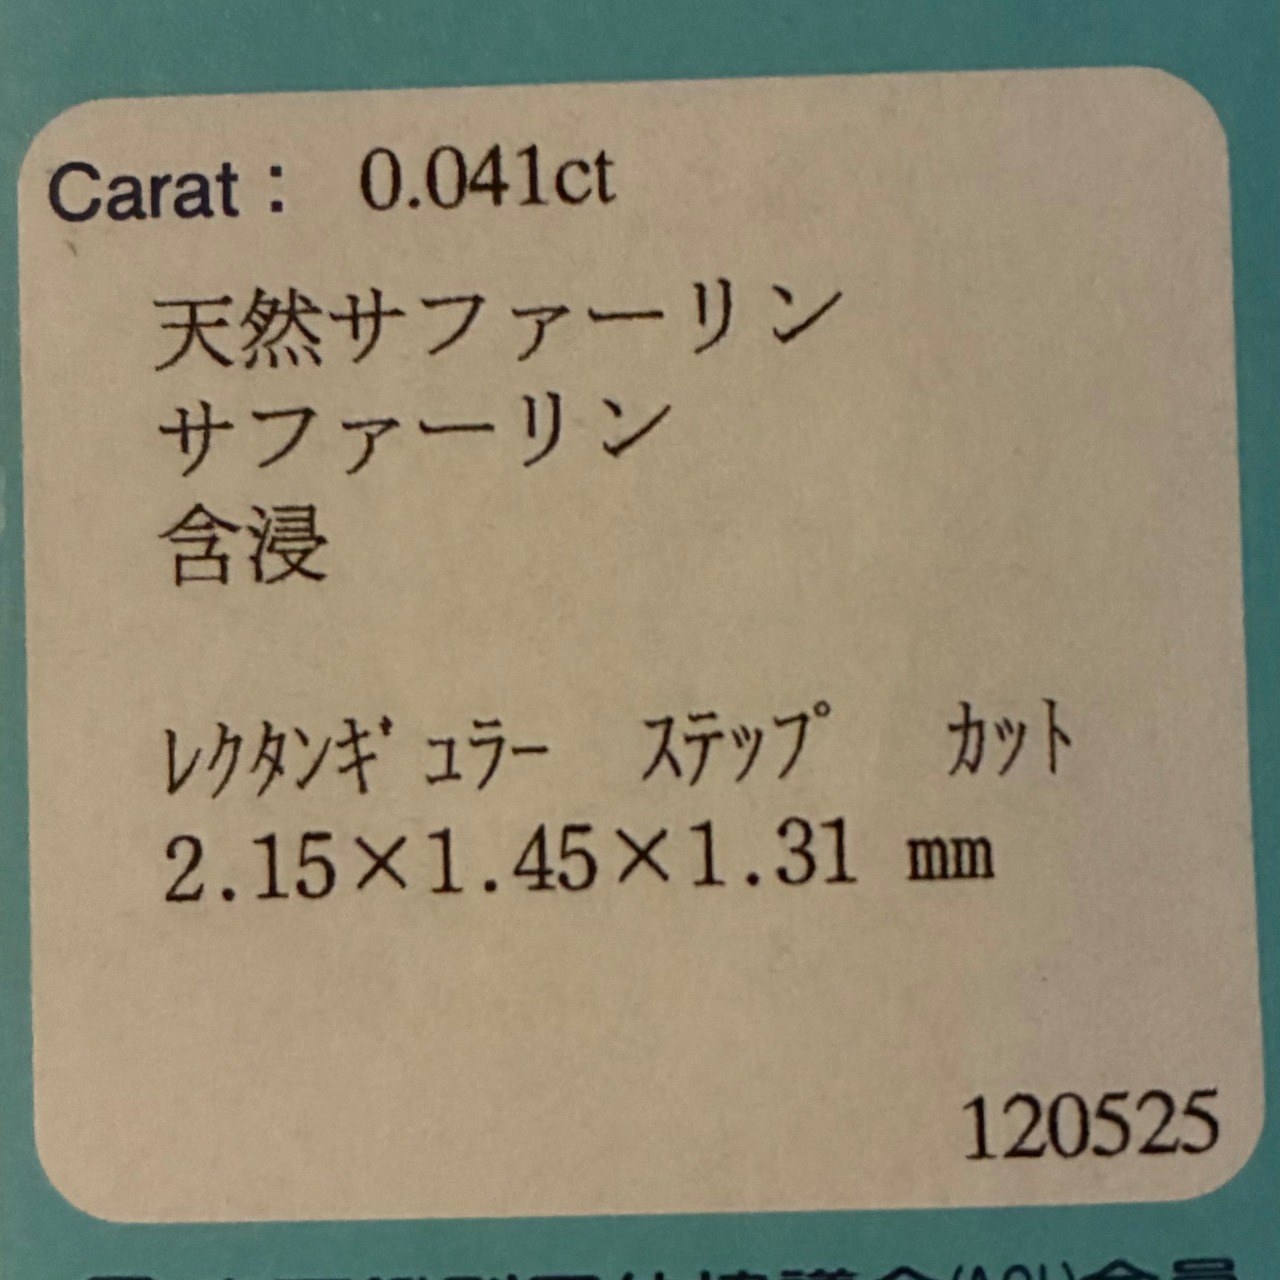 Carat : 0.041ct
天然サファーリン
サファーリン
含浸
ﾚｸﾀﾝｷﾞｭﾗｰ ｽﾃｯﾌﾟ ｶｯﾄ
2.15×1.45×1.31 mm
120525